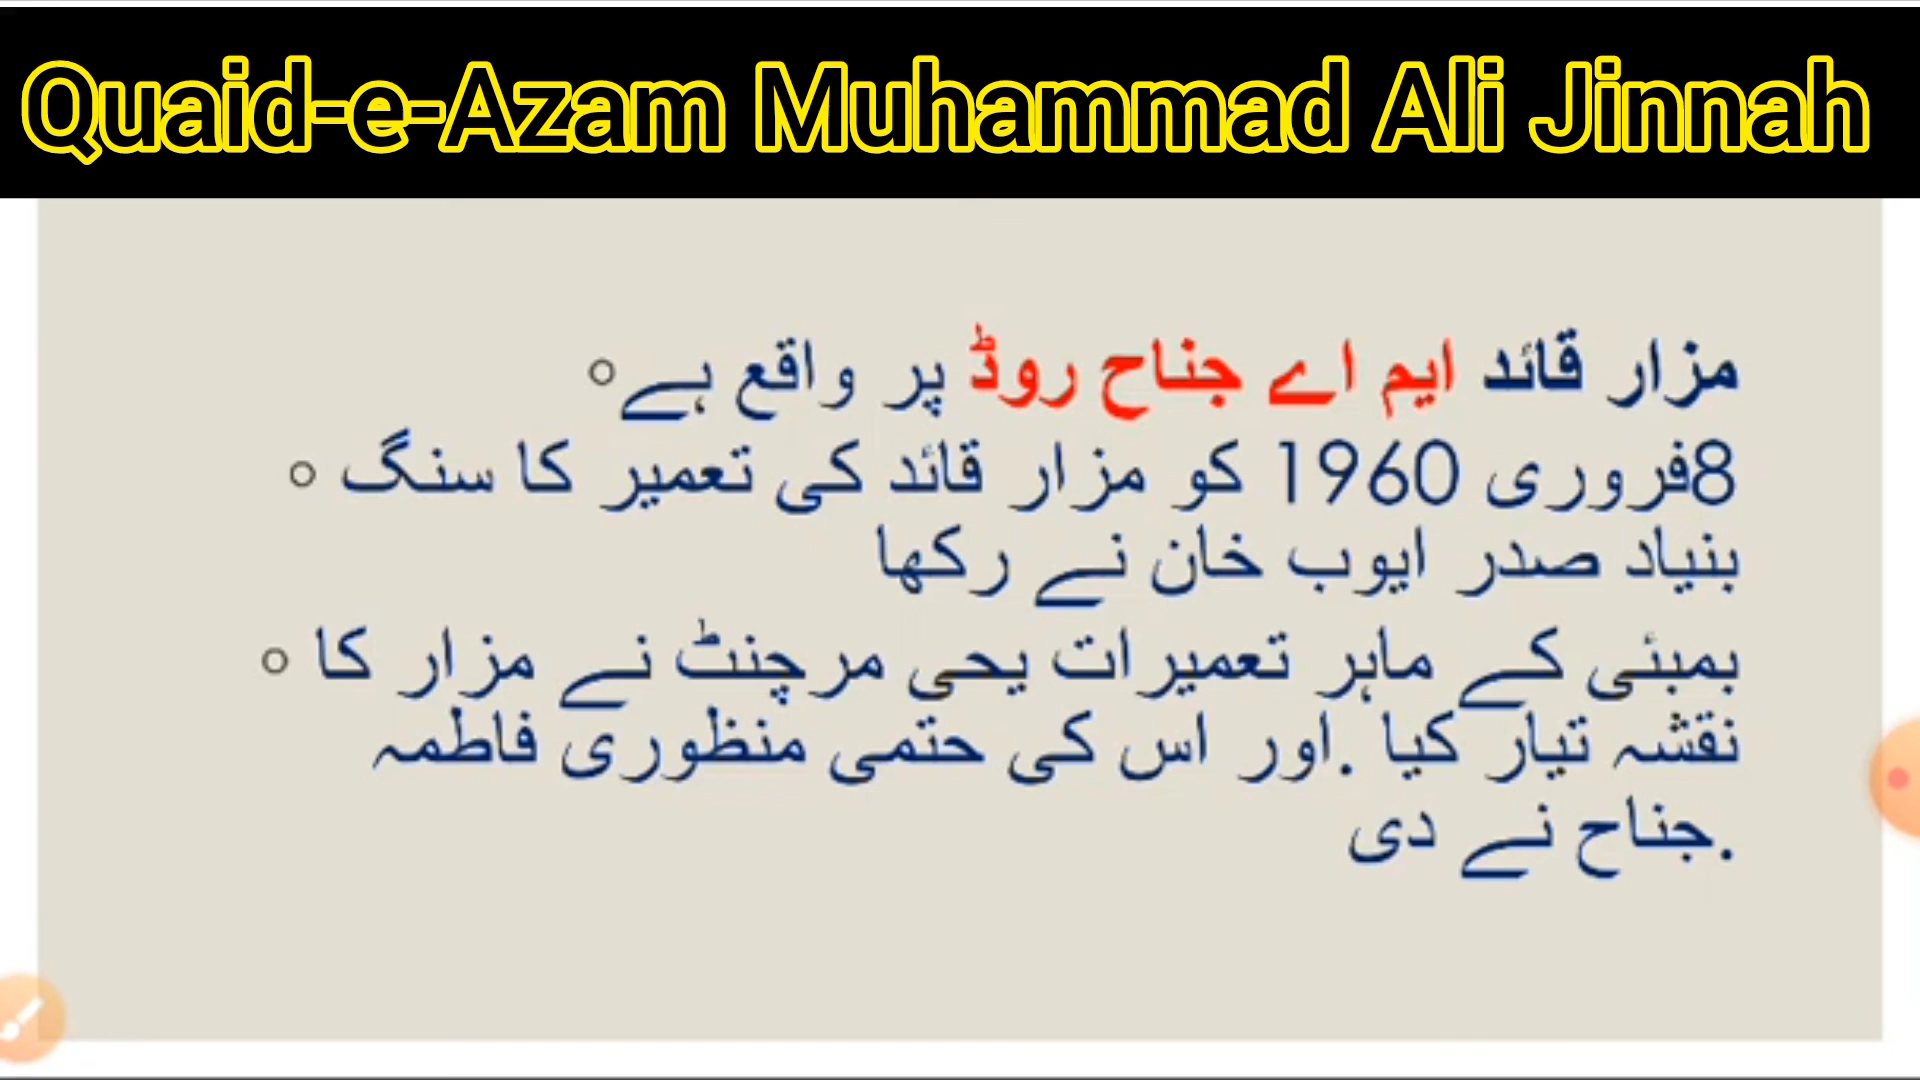 Quaid-e-Azam Muhammad Ali Jinnah
مزار قائد ایم اے جناح روڈ پر واقع ہے
8فروری 1960 کو مزار قائد کی تعمیر کا سنگ
بنیاد صدر ایوب خان نے رکھا
بمبئی کے ماہر تعمیرات یحی مرچنٹ نے مزار کا
نقشہ تیار کیا .اور اس کی حتمی منظوری فاطمہ
.جناح نے دی